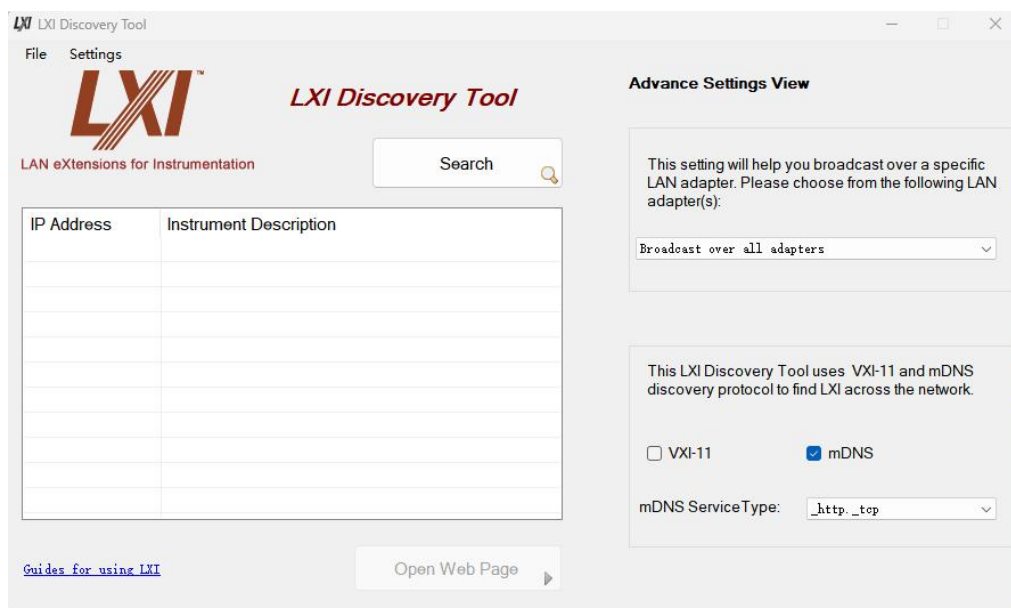 LXI LXI Discovery Tool
File Settings
LXI™
LAN eXtensions for Instrumentation
LXI Discovery Tool
Search
IP Address Instrument Description
Guides for using LXI
Open Web Page
Advance Settings View
This setting will help you broadcast over a specific
LAN adapter. Please choose from the following LAN
adapter(s):
Broadcast over all adapters
This LXI Discovery Tool uses VXI-11 and mDNS
discovery protocol to find LXI across the network.
VXI-11 mDNS
mDNS ServiceType: _http._tcp